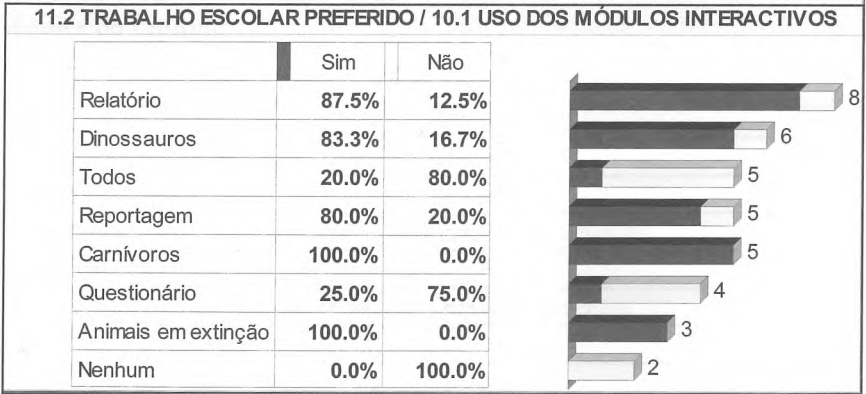 11.2 TRABALHO ESCOLAR PREFERIDO / 10.1 USO DOS MÓDULOS INTERACTIVOS
Sim Não
Relatório 87.5% 12.5% 8
Dinossauros 83.3% 16.7% 6
Todos 20.0% 80.0% 5
Reportagem 80.0% 20.0% 5
Carnívoros 100.0% 0.0% 5
Questionário 25.0% 75.0% 4
Animais em extinção 100.0% 0.0% 3
Nenhum 0.0% 100.0% 2